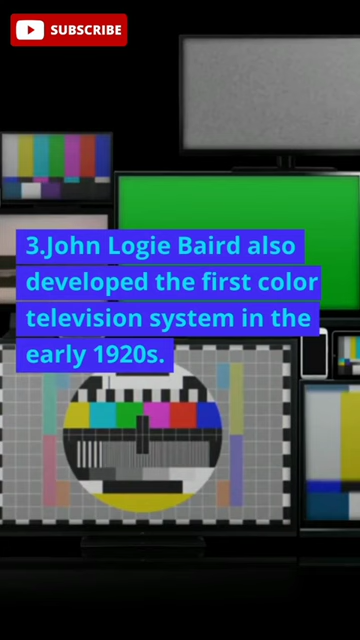 SUBSCRIBE
3.John Logie Baird also
developed the first color
television system in the
early 1920s.